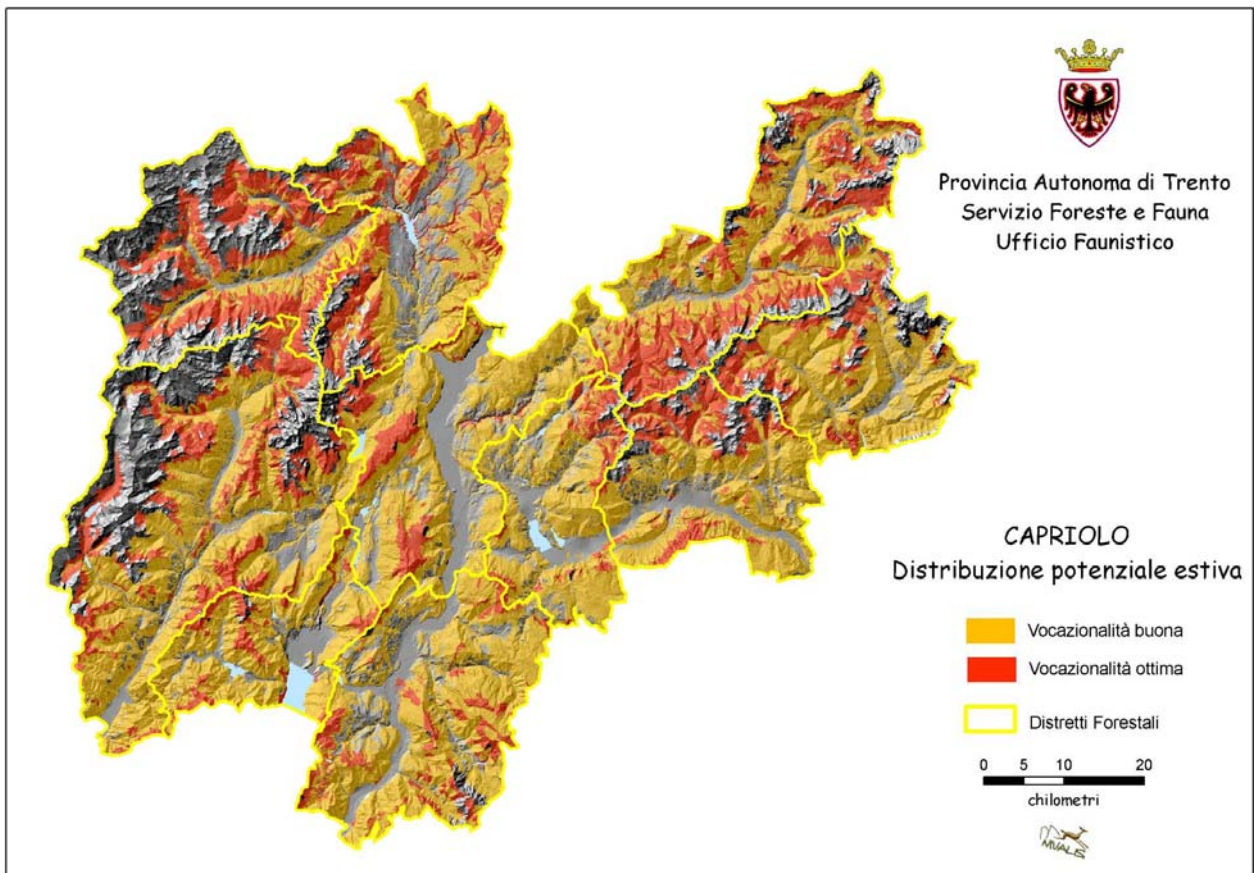 Provincia Autonoma di Trento
Servizio Foreste e Fauna
Ufficio Faunistico
CAPRIOLO
Distribuzione potenziale estiva
Vocazionalità buona
Vocazionalità ottima
Distretti Forestali
0 5 10 20
chilometri